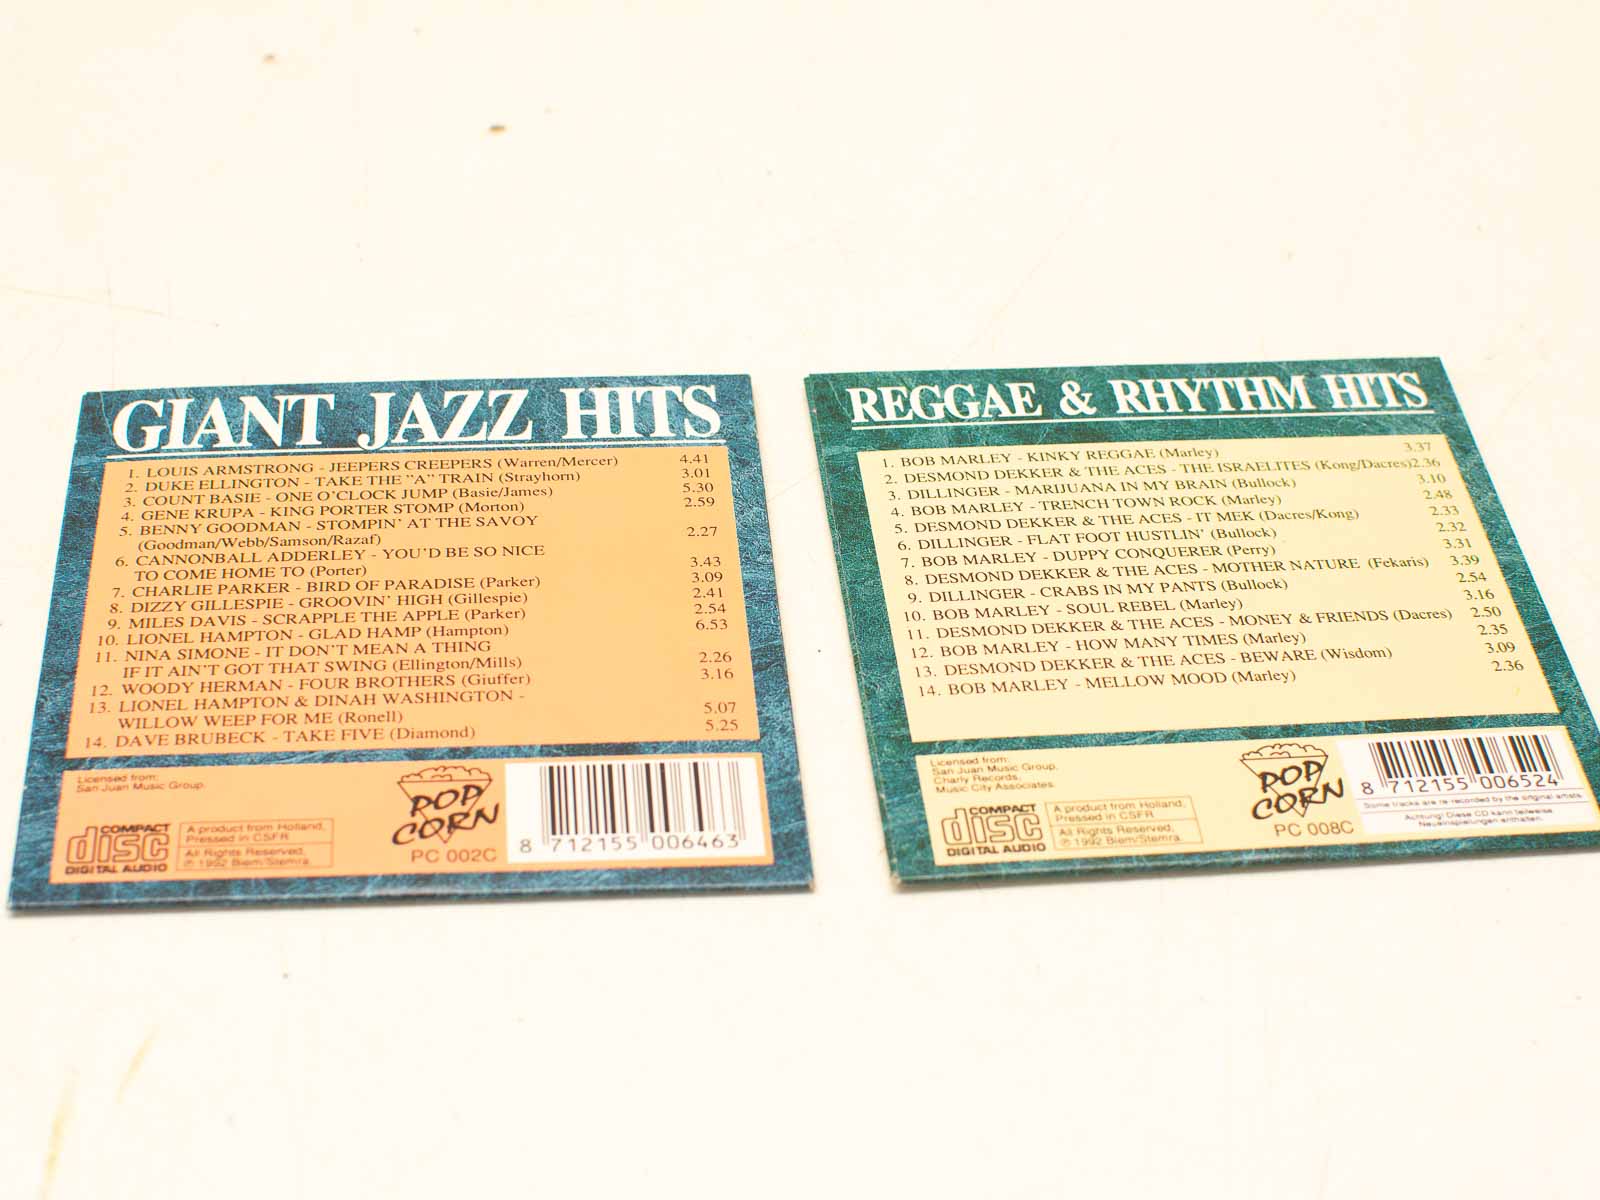 GIANT JAZZ HITS
1. LOUIS ARMSTRONG - JEEPERS CREEPERS (Warren/Mercer) 4.41
2. DUKE ELLINGTON - TAKE THE "A" TRAIN (Strayhorn) 3.01
3. COUNT BASIE - ONE O'CLOCK JUMP (Basie/James) 5.30
4. GENE KRUPA - KING PORTER STOMP (Morton) 2.59
5. BENNY GOODMAN - STOMPIN' AT THE SAVOY
(Goodman/Webb/Samson/Razaf) 2.27
6. CANNONBALL ADDERLEY - YOU'D BE SO NICE
TO COME HOME TO (Porter) 3.43
7. CHARLIE PARKER - BIRD OF PARADISE (Parker) 3.09
8. DIZZY GILLESPIE - GROOVIN' HIGH (Gillespie) 2.41
9. MILES DAVIS - SCRAPPLE THE APPLE (Parker) 2.54
10. LIONEL HAMPTON - GLAD HAMP (Hampton) 6.53
11. NINA SIMONE - IT DON'T MEAN A THING
IF IT AIN'T GOT THAT SWING (Ellington/Mills) 2.26
12. WOODY HERMAN - FOUR BROTHERS (Giuffer) 3.16
13. LIONEL HAMPTON & DINAH WASHINGTON -
WILLOW WEEP FOR ME (Ronell) 5.07
14. DAVE BRUBECK - TAKE FIVE (Diamond) 5.25
Licensed from:
San Juan Music Group.
COMPACT
disc
DIGITAL AUDIO
A product from Holland,
Pressed in CSFR
All Rights Reserved,
℗ 1992 Biem/Stemra.
POP
CORN
PC 002C
8 712155 006463
REGGAE & RHYTHM HITS
1. BOB MARLEY - KINKY REGGAE (Marley) 3.37
2. DESMOND DEKKER & THE ACES - THE ISRAELITES (Kong/Dacres) 2.36
3. DILLINGER - MARIJUANA IN MY BRAIN (Bullock) 3.10
4. BOB MARLEY - TRENCH TOWN ROCK (Marley) 2.48
5. DESMOND DEKKER & THE ACES - IT MEK (Dacres/Kong) 2.33
6. DILLINGER - FLAT FOOT HUSTLIN' (Bullock) 2.32
7. BOB MARLEY - DUPPY CONQUERER (Perry) 3.31
8. DESMOND DEKKER & THE ACES - MOTHER NATURE (Fekaris) 3.39
9. DILLINGER - CRABS IN MY PANTS (Bullock) 2.54
10. BOB MARLEY - SOUL REBEL (Marley) 3.16
11. DESMOND DEKKER & THE ACES - MONEY & FRIENDS (Dacres) 2.50
12. BOB MARLEY - HOW MANY TIMES (Marley) 2.35
13. DESMOND DEKKER & THE ACES - BEWARE (Wisdom) 3.09
14. BOB MARLEY - MELLOW MOOD (Marley) 2.36
Licensed from:
San Juan Music Group,
Charly Records,
Music City Associates.
COMPACT
disc
DIGITAL AUDIO
A product from Holland,
Pressed in CSFR
All Rights Reserved,
℗ 1992 Biem/Stemra.
POP
CORN
PC 008C
8 712155 006524
Some tracks are re-recorded by the original artists.
Achtung! Diese CD kann teilweise
Neueinspielungen enthalten.